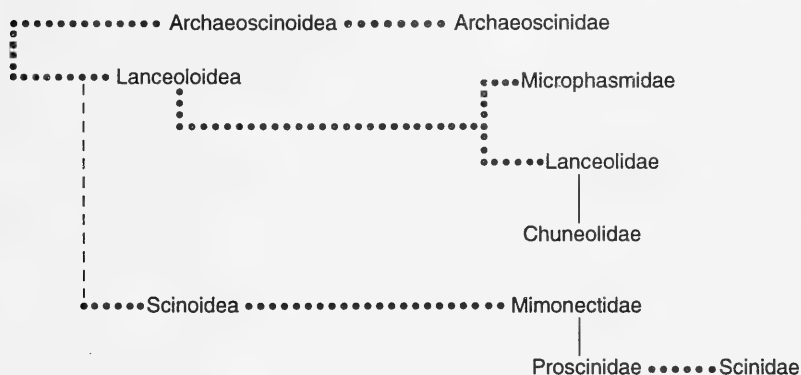 Archaeoscinoidea Archaeoscinidae
Lanceoloidea Microphasmidae
Lanceolidae
Chuneolidae
Scinoidea Mimonectidae
Proscinidae Scinidae